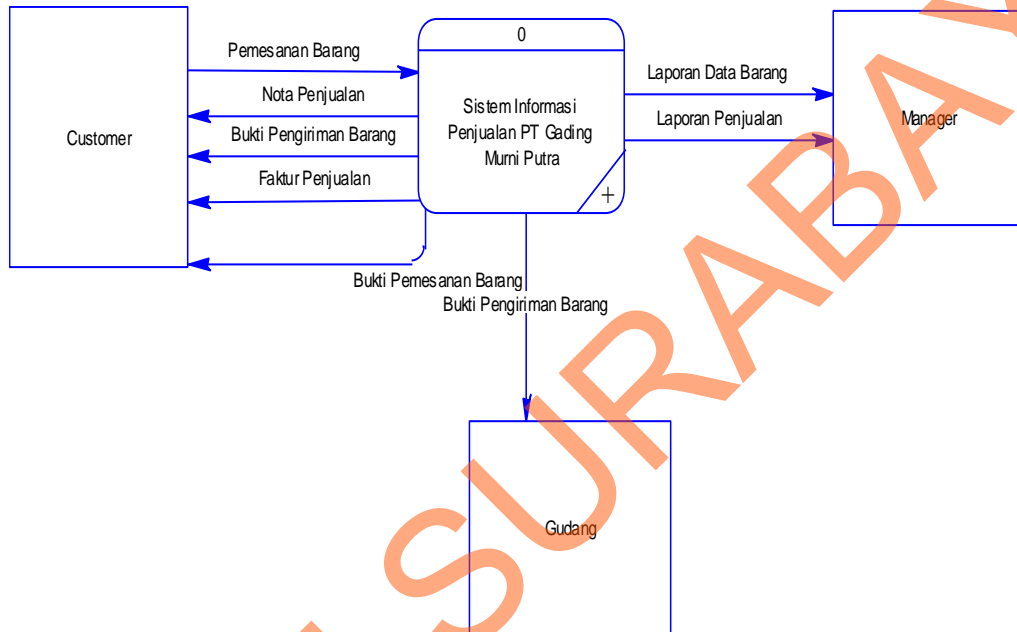 0
Pemesanan Barang
Nota Penjualan
Bukti Pengiriman Barang
Faktur Penjualan
Customer
Sistem Informasi
Penjualan PT Gading
Murni Putra
+
Laporan Data Barang
Laporan Penjualan
Manager
Bukti Pemesanan Barang
Bukti Pengiriman Barang
Gudang
SURABAY